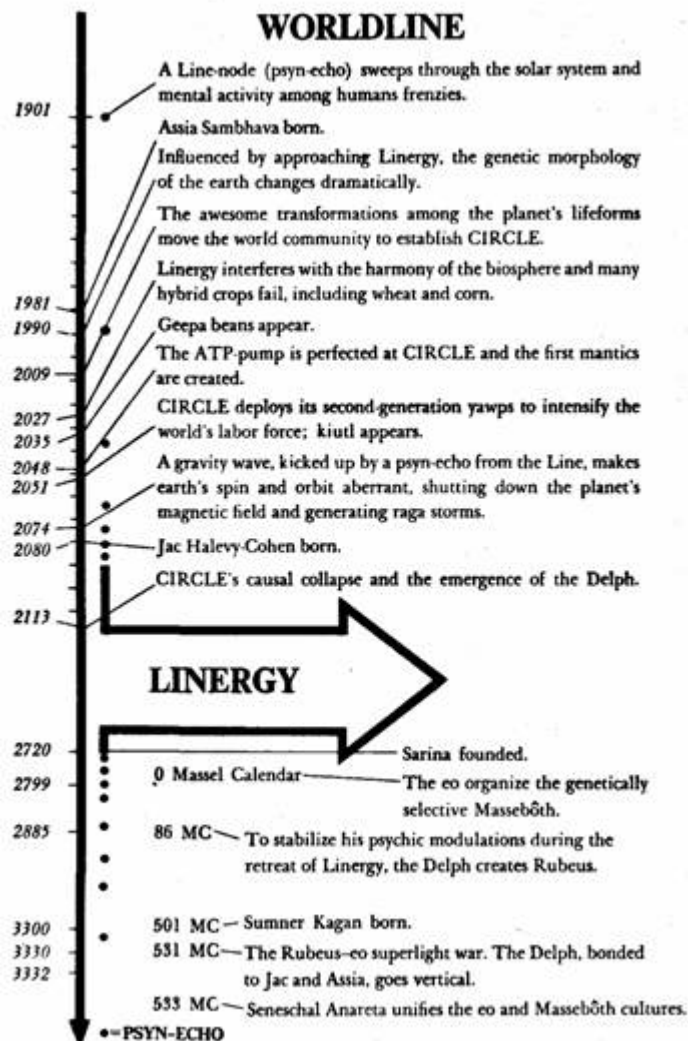 WORLDLINE
1901
A Line-node (psyn-echo) sweeps through the solar system and
mental activity among humans frenzies.
Assia Sambhava born.
Influenced by approaching Linergy, the genetic morphology
of the earth changes dramatically.
The awesome transformations among the planet's lifeforms
move the world community to establish CIRCLE.
Linergy interferes with the harmony of the biosphere and many
hybrid crops fail, including wheat and corn.
1981
1990
Geepa beans appear.
The ATP-pump is perfected at CIRCLE and the first mantics
are created.
2009
CIRCLE deploys its second-generation yawps to intensify the
world's labor force; kiutl appears.
2027
2035
A gravity wave, kicked up by a psyn-echo from the Line, makes
earth's spin and orbit aberrant, shutting down the planet's
magnetic field and generating raga storms.
2048
2051
2074
2080
Jac Halevy-Cohen born.
CIRCLE's causal collapse and the emergence of the Delph.
2113
LINERGY
2720
Sarina founded.
2799
0 Massel Calendar
The eo organize the genetically
selective Massebôth.
2885
86 MC
To stabilize his psychic modulations during the
retreat of Linergy, the Delph creates Rubeus.
3300
501 MC
Sumner Kagan born.
3330
531 MC
The Rubeus–eo superlight war. The Delph, bonded
to Jac and Assia, goes vertical.
3332
533 MC
Seneschal Anareta unifies the eo and Massebôth cultures.
•=PSYN-ECHO